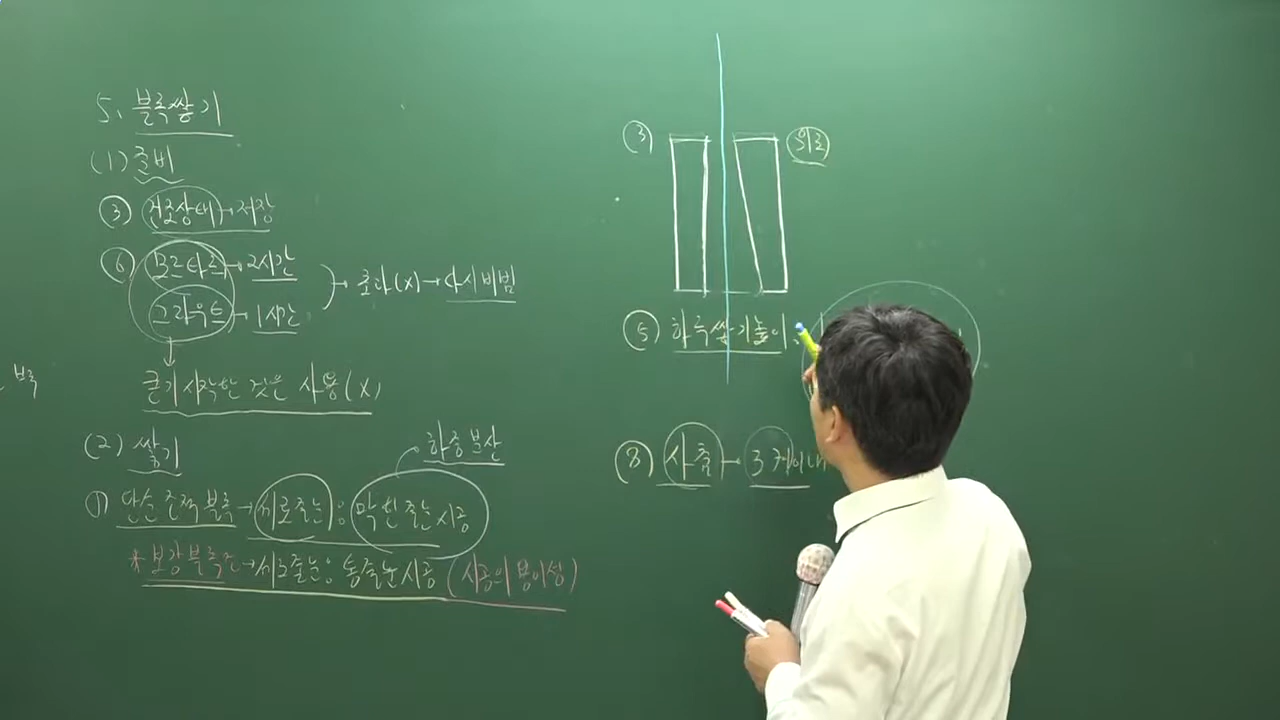 5. 블록쌓기
(1) 준비
③ 건조상태 → 저장
⑥ 모르타르 → 2시간
그라우트 → 1시간
→ 초과(x) → 다시비빔
굳기 시작한 것은 사용(x)
블록
(2) 쌓기
하중 분산
① 단순 조적 블록 → 세로줄눈 ; 막힌 줄눈 시공
* 보강블록조 → 세로줄눈 ; 통줄눈 시공 (시공의 용이성)
③ 위로
⑤ 하루쌓기높이
⑧ 사춤 → 3켜이내